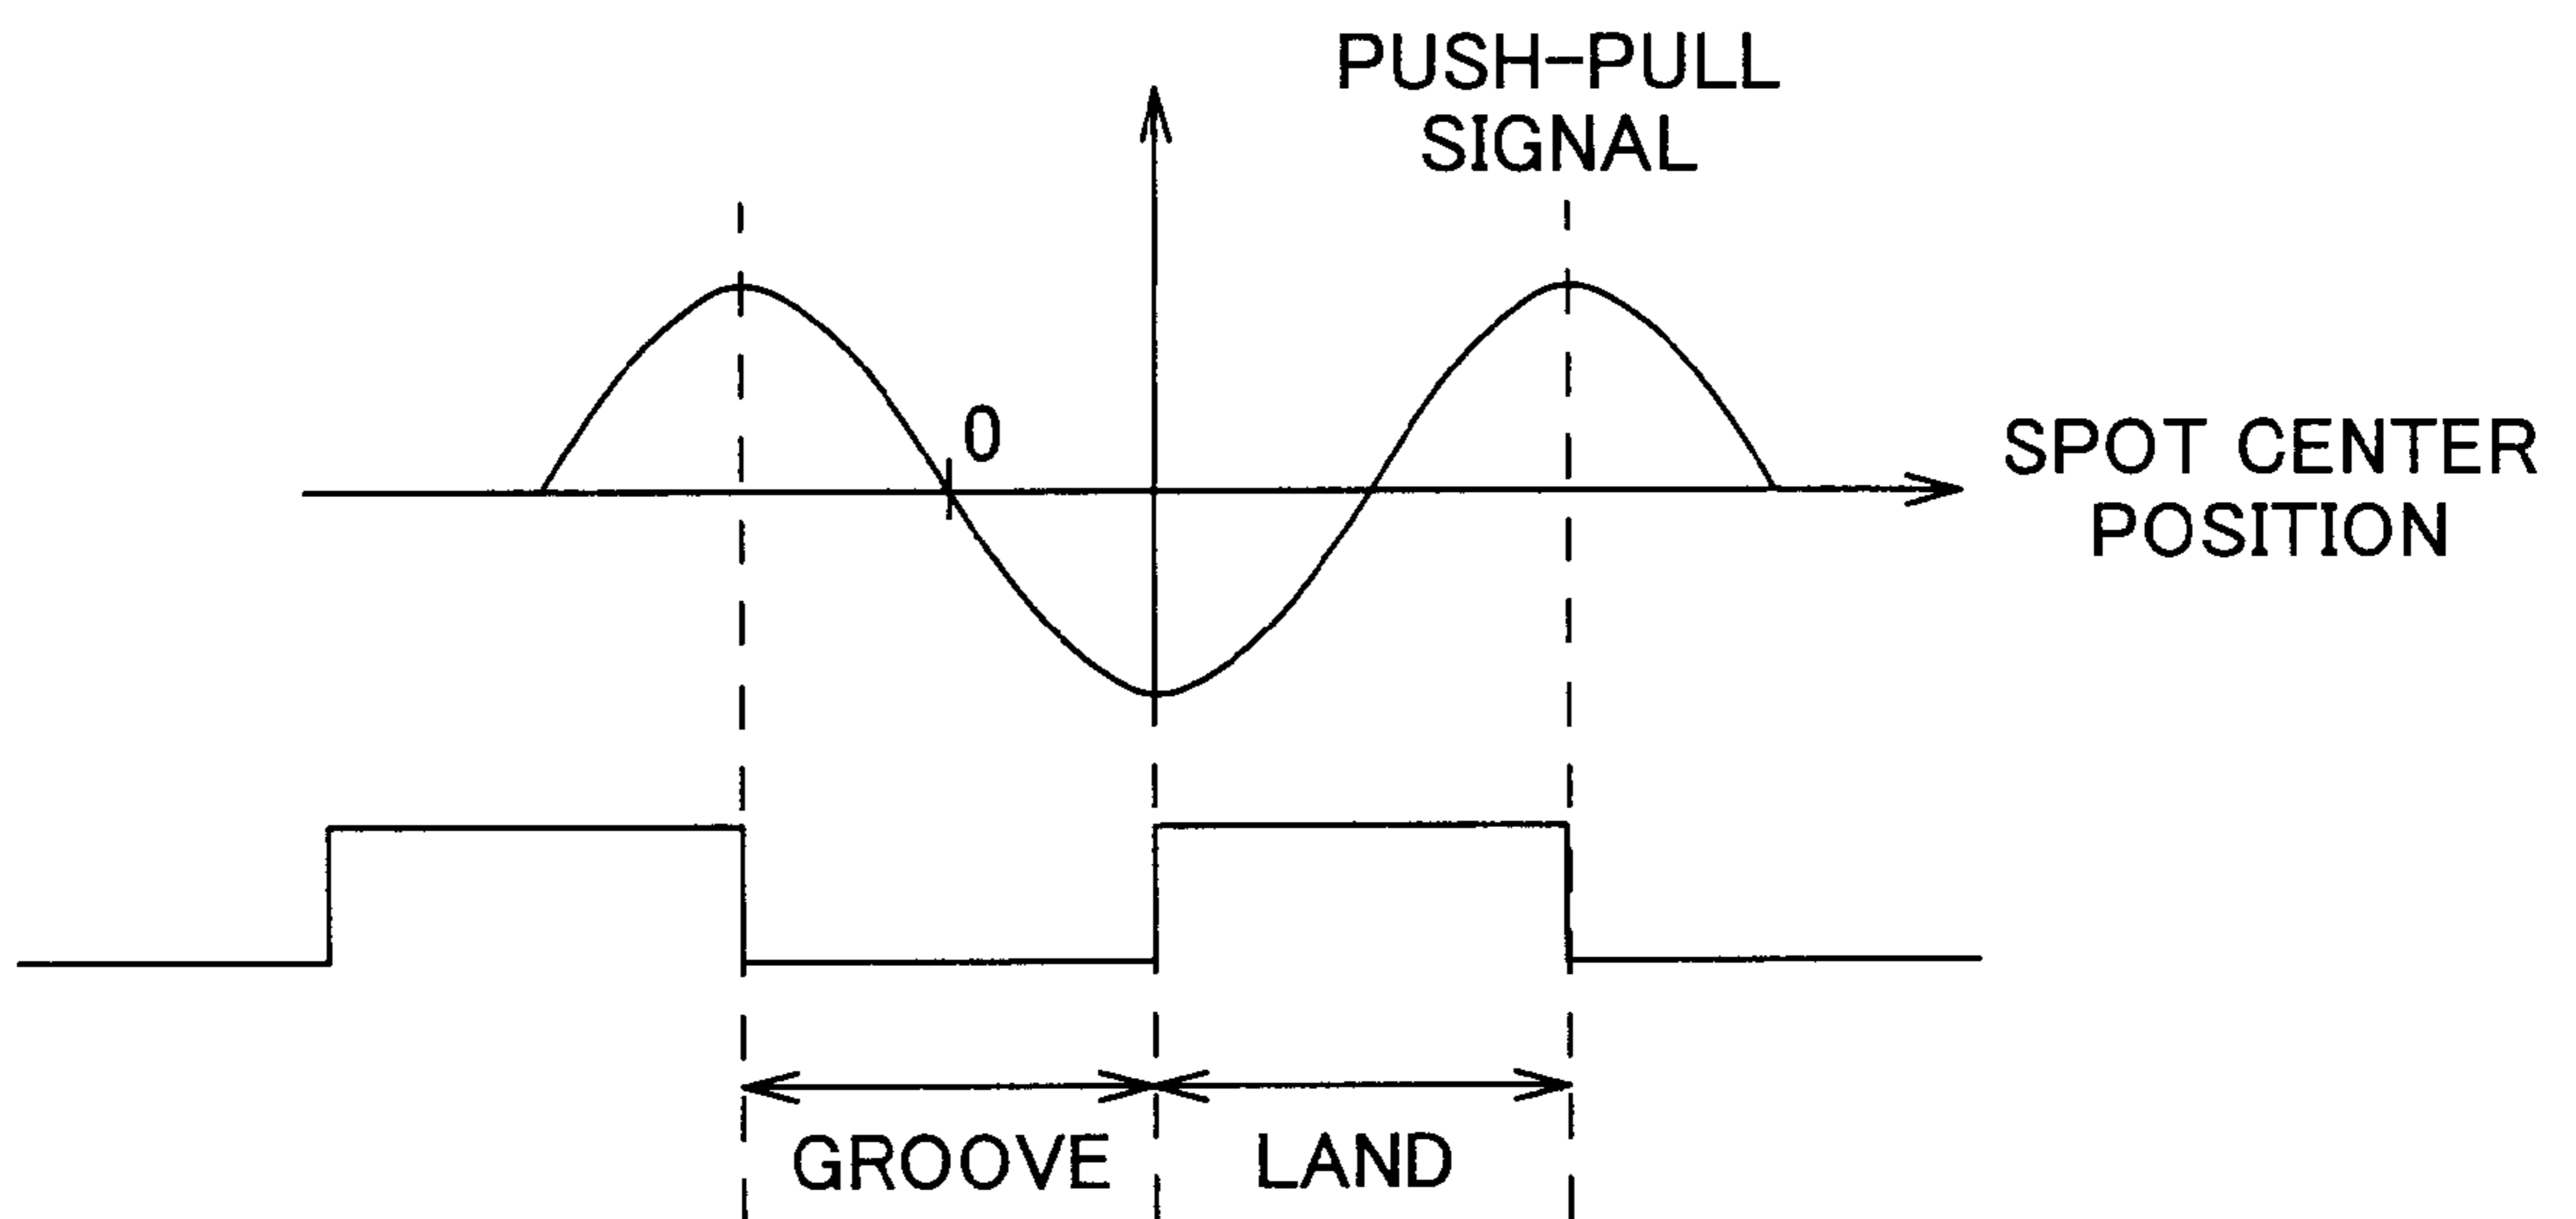 PUSH-PULL
SIGNAL
0
SPOT CENTER
POSITION
GROOVE
LAND